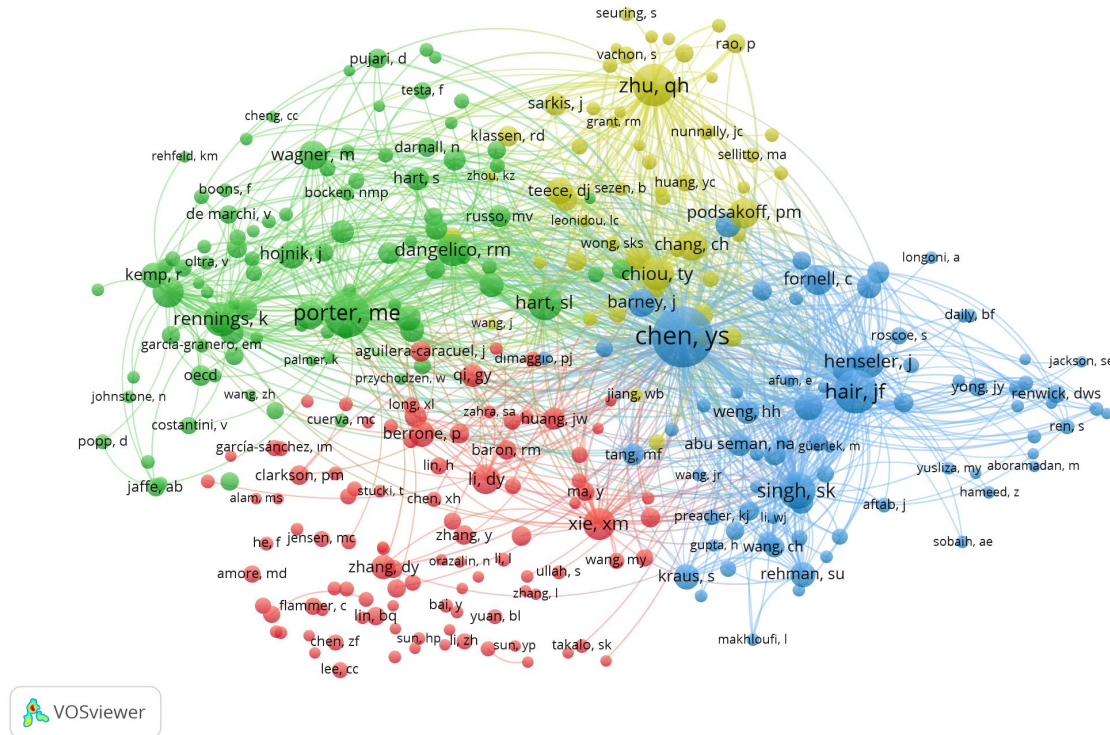 seuring, s
vachon, s
rao, p
pujari, d
zhu, qh
testa, f
sarkis, j
cheng, cc
grant, rm
klassen, rd
nunnally, jc
darnall, n
wagner, m
sellitto, ma
rehfeld, km
zhou, kz
hart, s
boons, f
bocken, nmp
teece, dj
sezen, b
huang, yc
de marchi, v
russo, mv
leonidou, lc
podsakoff, pm
wong, sks
chang, ch
hojnik, j
dangelico, rm
oltra, v
longoni, a
kemp, r
chiou, ty
fornell, c
hart, sl
barney, j
rennings, k
porter, me
daily, bf
wang, j
chen, ys
roscoe, s
garcía-granero, em
palmer, k
aguilera-caracuel, j
dimaggio, pj
henseler, j
jackson, se
oecd
przychodzen, w
qi, gy
afum, e
wang, zh
jiang, wb
hair, jf
yong, jy
renwick, dws
johnstone, n
long, xl
zahra, sa
cuerva, mc
huang, jw
weng, hh
costantini, v
ren, s
popp, d
berrone, p
baron, rm
abu seman, na
güerlek, m
garcía-sánchez, im
tang, mf
lin, h
wang, jr
yusliza, my
aboramadan, m
clarkson, pm
li, dy
jaffe, ab
stucki, t
ma, y
singh, sk
hameed, z
alam, ms
chen, xh
aftab, j
preacher, kj
li, wj
xie, xm
zhang, y
he, f
jensen, mc
gupta, h
wang, ch
sobaih, ae
orazalin, n
li, l
wang, my
amore, md
zhang, dy
ullah, s
kraus, s
rehman, su
zhang, l
flammer, c
bai, y
lin, bq
yuan, bl
makhloufi, l
chen, zf
sun, hp
li, zh
sun, yp
takalo, sk
lee, cc
VOSviewer